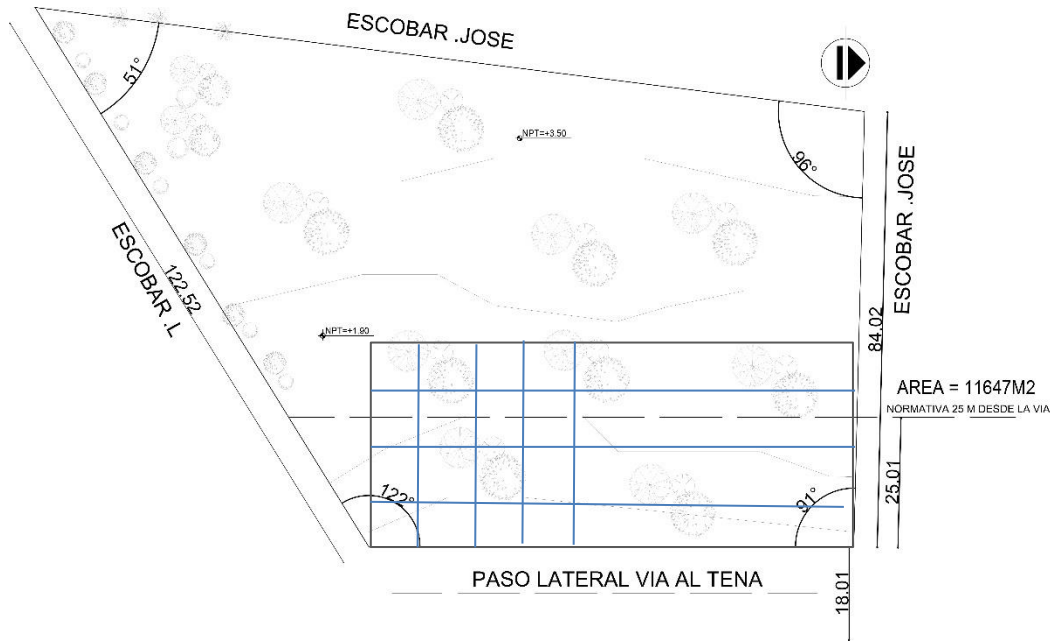 ESCOBAR .JOSE
51°
NPT=+3.50
96°
ESCOBAR .JOSE
ESCOBAR .L
122.52
NPT=+1.90
84.02
AREA = 11647M2
NORMATIVA 25 M DESDE LA VIA
25.01
122°
91°
PASO LATERAL VIA AL TENA
18.01